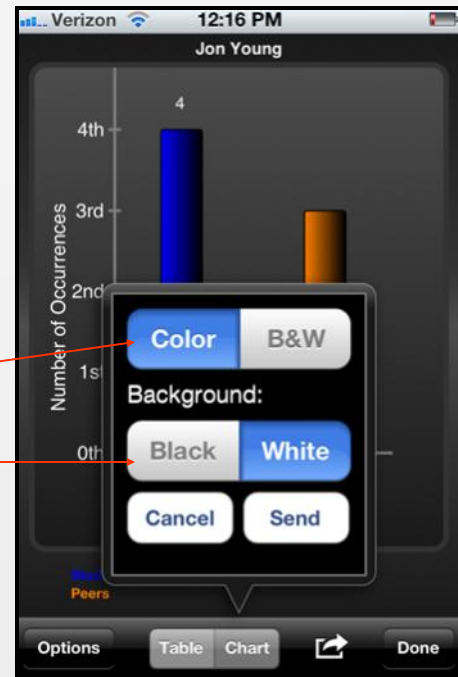 Verizon 12:16 PM
Jon Young
Number of Occurrences
4
4th
3rd
2nd
1st
0th
Color B&W
Background:
Black White
Cancel Send
Peers
Options Table Chart Done